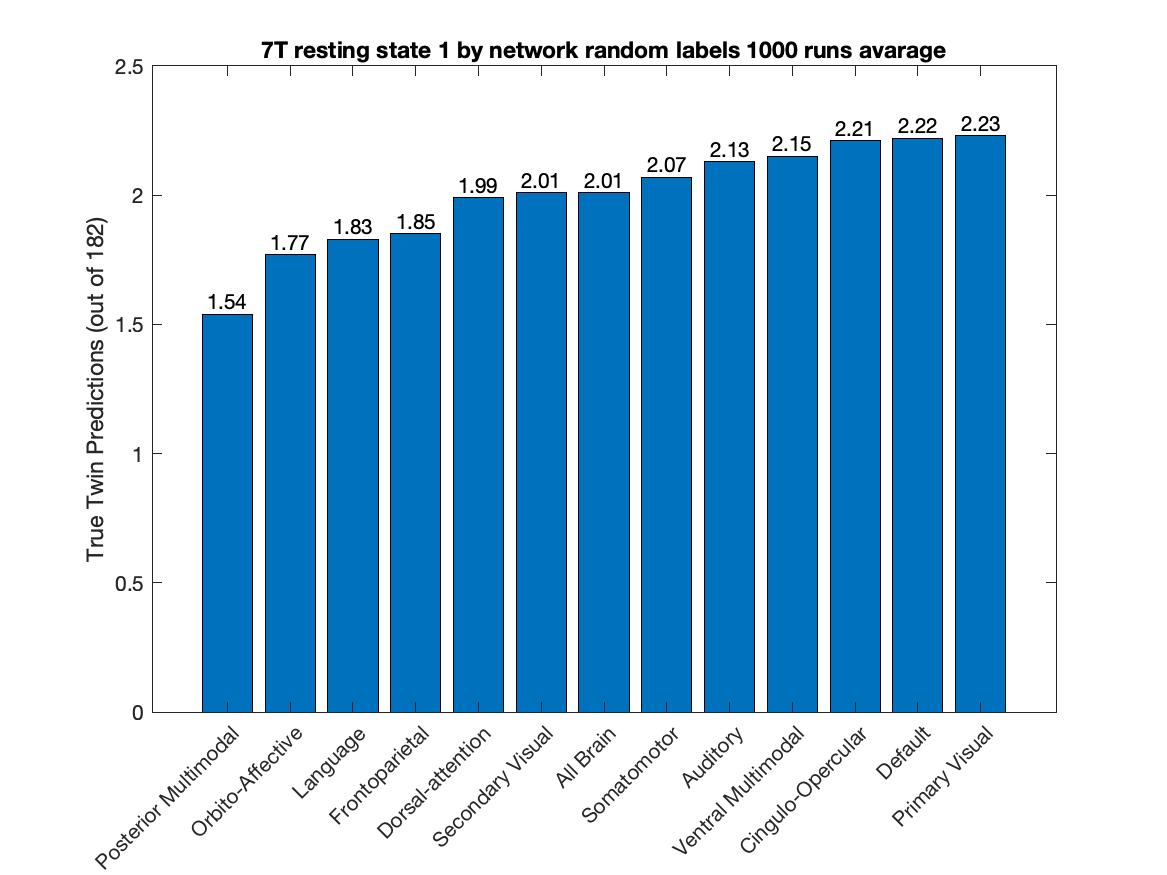 7T resting state 1 by network random labels 1000 runs avarage
True Twin Predictions (out of 182)
2.5
2
1.5
1
0.5
0
1.54
1.77
1.83
1.85
1.99
2.01
2.01
2.07
2.13
2.15
2.21
2.22
2.23
Posterior Multimodal
Orbito-Affective
Language
Frontoparietal
Dorsal-attention
Secondary Visual
All Brain
Somatomotor
Auditory
Ventral Multimodal
Cingulo-Opercular
Default
Primary Visual